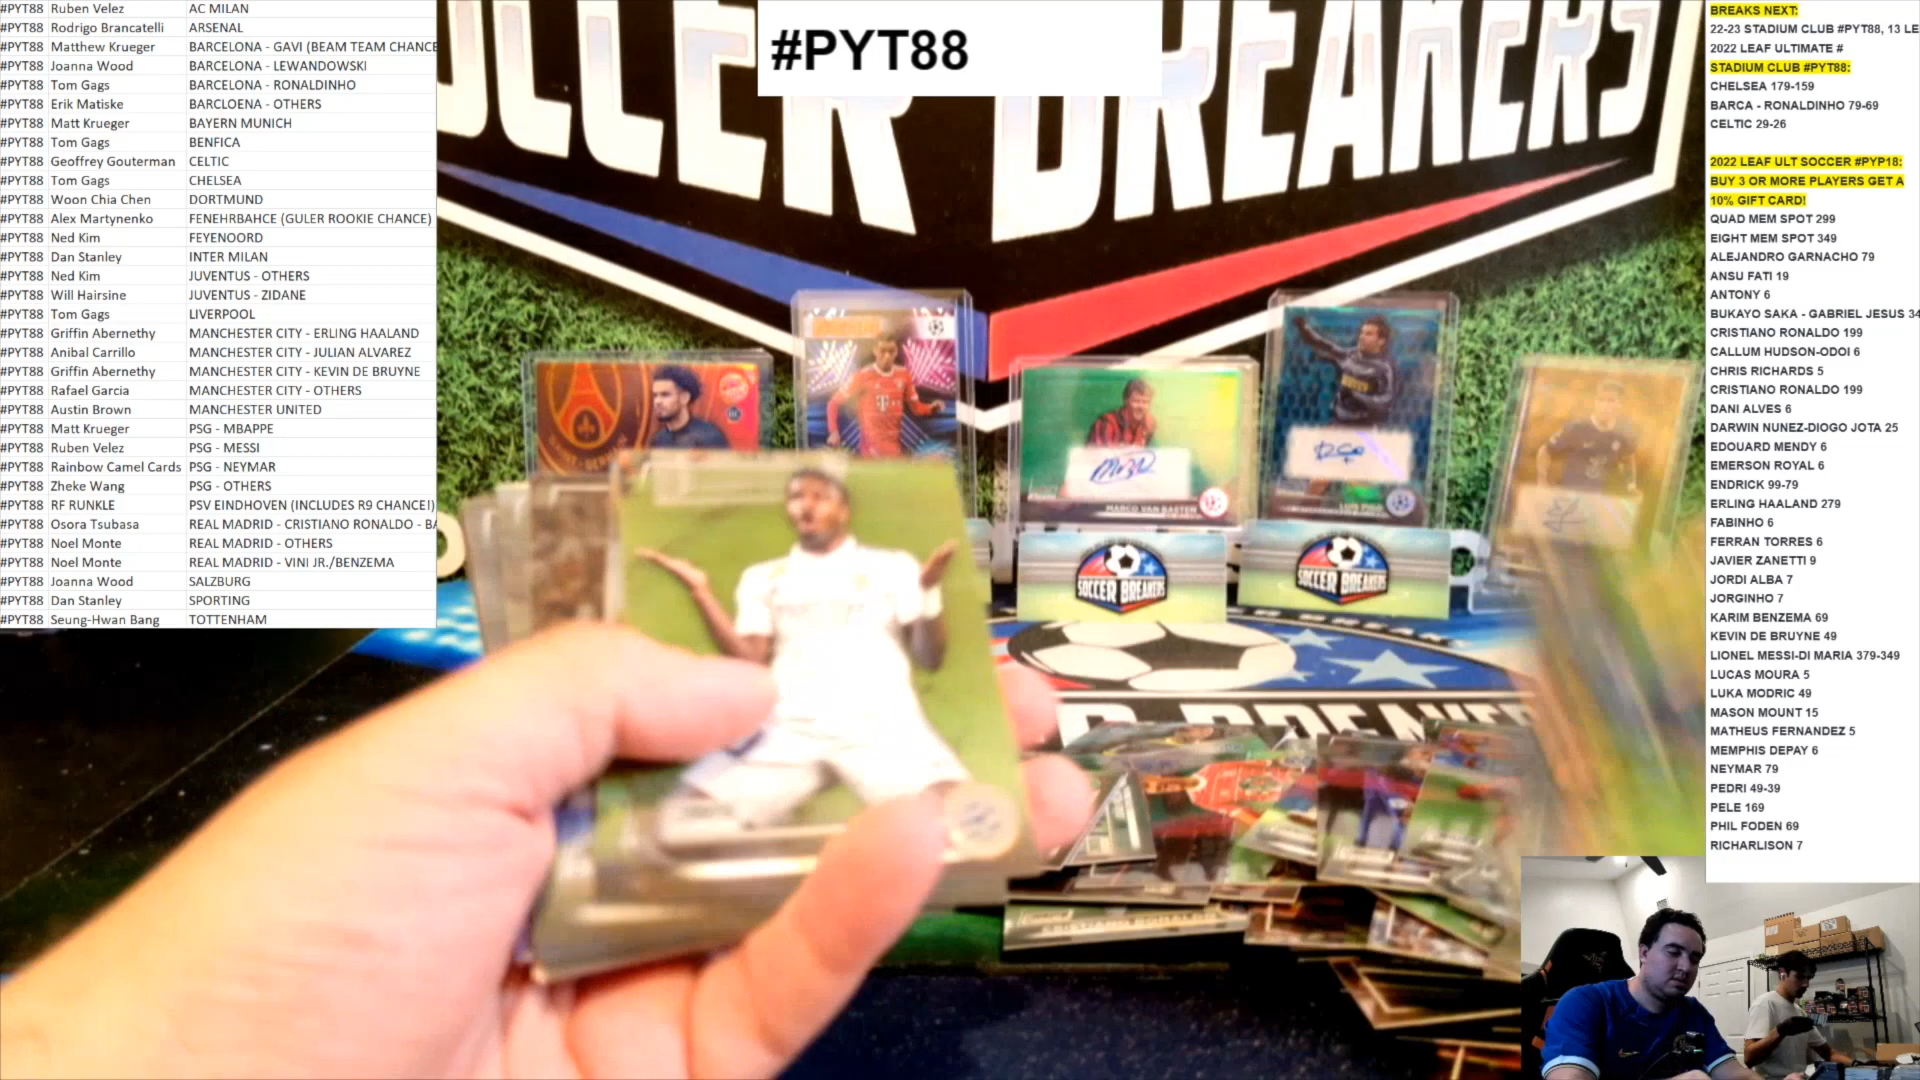 #PYT88 Ruben Velez AC MILAN
#PYT88 Rodrigo Brancatelli ARSENAL
#PYT88 Matthew Krueger BARCELONA - GAVI (BEAM TEAM CHANCE
#PYT88 Joanna Wood BARCELONA - LEWANDOWSKI
#PYT88 Tom Gags BARCELONA - RONALDINHO
#PYT88 Erik Matiske BARCLOENA - OTHERS
#PYT88 Matt Krueger BAYERN MUNICH
#PYT88 Tom Gags BENFICA
#PYT88 Geoffrey Gouterman CELTIC
#PYT88 Tom Gags CHELSEA
#PYT88 Woon Chia Chen DORTMUND
#PYT88 Alex Martynenko FENEHRBAHCE (GULER ROOKIE CHANCE)
#PYT88 Ned Kim FEYENOORD
#PYT88 Dan Stanley INTER MILAN
#PYT88 Ned Kim JUVENTUS - OTHERS
#PYT88 Will Hairsine JUVENTUS - ZIDANE
#PYT88 Tom Gags LIVERPOOL
#PYT88 Griffin Abernethy MANCHESTER CITY - ERLING HAALAND
#PYT88 Anibal Carrillo MANCHESTER CITY - JULIAN ALVAREZ
#PYT88 Griffin Abernethy MANCHESTER CITY - KEVIN DE BRUYNE
#PYT88 Rafael Garcia MANCHESTER CITY - OTHERS
#PYT88 Austin Brown MANCHESTER UNITED
#PYT88 Matt Krueger PSG - MBAPPE
#PYT88 Ruben Velez PSG - MESSI
#PYT88 Rainbow Camel Cards PSG - NEYMAR
#PYT88 Zheke Wang PSG - OTHERS
#PYT88 RF RUNKLE PSV EINDHOVEN (INCLUDES R9 CHANCE!)
#PYT88 Osora Tsubasa REAL MADRID - CRISTIANO RONALDO - BA
#PYT88 Noel Monte REAL MADRID - OTHERS
#PYT88 Noel Monte REAL MADRID - VINI JR./BENZEMA
#PYT88 Joanna Wood SALZBURG
#PYT88 Dan Stanley SPORTING
#PYT88 Seung-Hwan Bang TOTTENHAM
#PYT88
SOCCER BREAKERS
MARCO VAN BASTEN
SOCCER BREAKERS
SOCCER BREAKERS
BREAKS NEXT:
22-23 STADIUM CLUB #PYT88, 13 LE
2022 LEAF ULTIMATE #
STADIUM CLUB #PYT88:
CHELSEA 179-159
BARCA - RONALDINHO 79-69
CELTIC 29-26
2022 LEAF ULT SOCCER #PYP18:
BUY 3 OR MORE PLAYERS GET A
10% GIFT CARD!
QUAD MEM SPOT 299
EIGHT MEM SPOT 349
ALEJANDRO GARNACHO 79
ANSU FATI 19
ANTONY 6
BUKAYO SAKA - GABRIEL JESUS 34
CRISTIANO RONALDO 199
CALLUM HUDSON-ODOI 6
CHRIS RICHARDS 5
CRISTIANO RONALDO 199
DANI ALVES 6
DARWIN NUNEZ-DIOGO JOTA 25
EDOUARD MENDY 6
EMERSON ROYAL 6
ENDRICK 99-79
ERLING HAALAND 279
FABINHO 6
FERRAN TORRES 6
JAVIER ZANETTI 9
JORDI ALBA 7
JORGINHO 7
KARIM BENZEMA 69
KEVIN DE BRUYNE 49
LIONEL MESSI-DI MARIA 379-349
LUCAS MOURA 5
LUKA MODRIC 49
MASON MOUNT 15
MATHEUS FERNANDEZ 5
MEMPHIS DEPAY 6
NEYMAR 79
PEDRI 49-39
PELE 169
PHIL FODEN 69
RICHARLISON 7